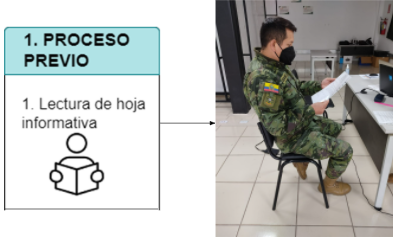 1. PROCESO
PREVIO
1. Lectura de hoja
informativa